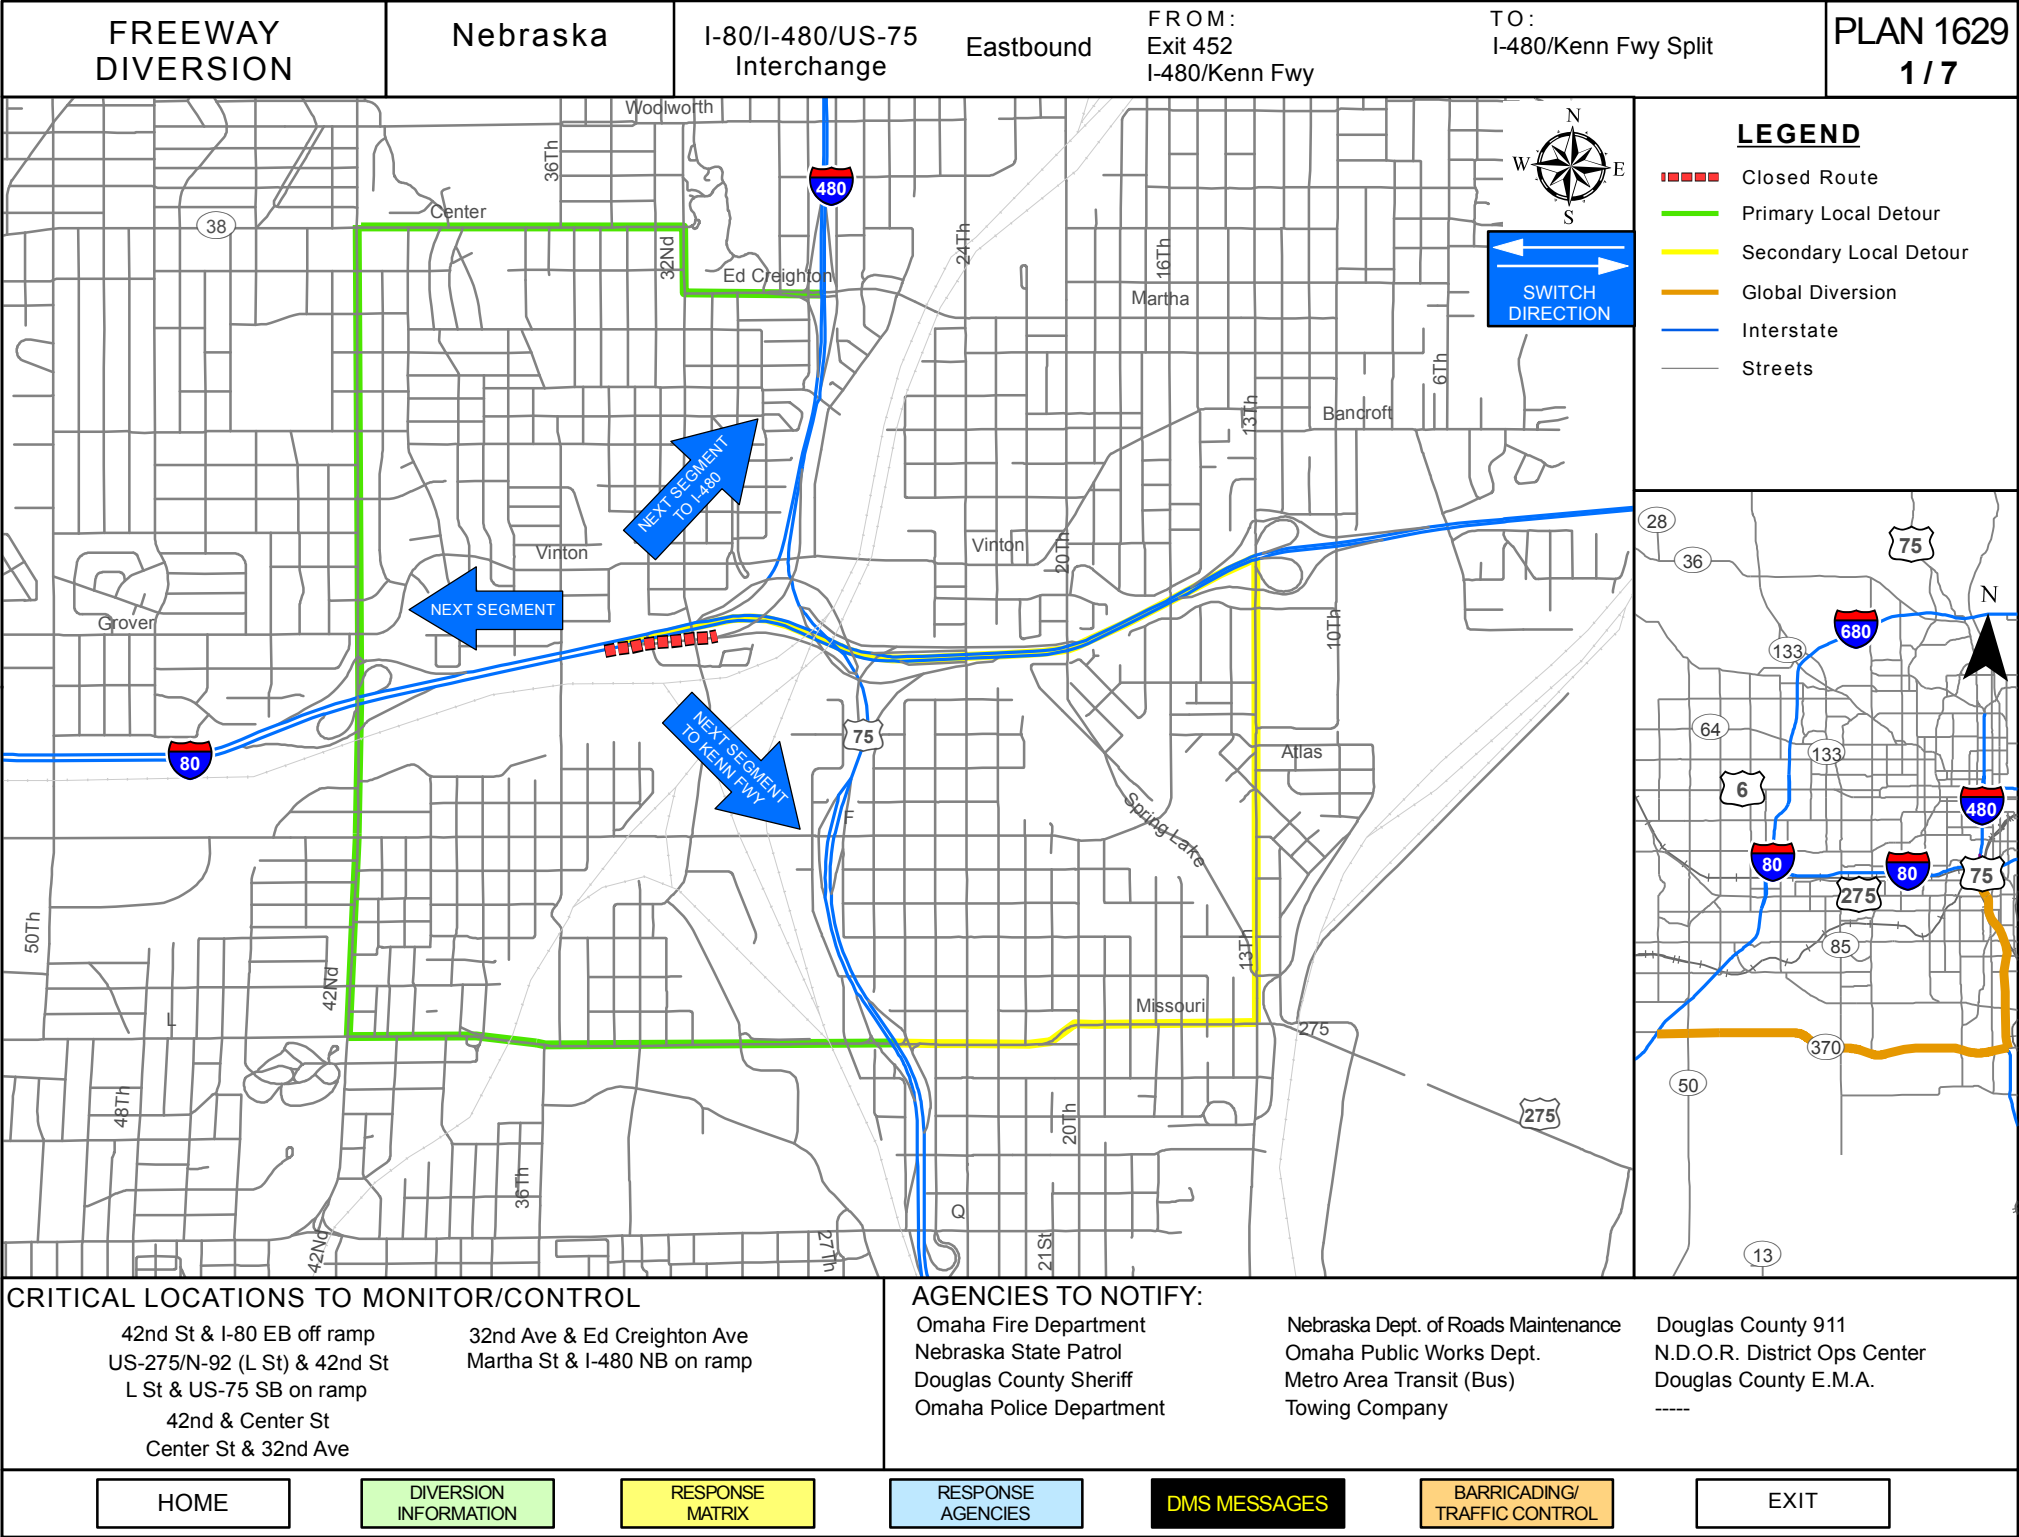 FREEWAY
DIVERSION
Nebraska
I-80/I-480/US-75
Interchange
Eastbound
FROM:
Exit 452
I-480/Kenn Fwy
TO:
I-480/Kenn Fwy Split
PLAN 1629
1 / 7
Woolworth
36Th
480
N
W
E
S
Center
38
32Nd
24Th
16Th
Ed Creighton
Martha
SWITCH
DIRECTION
6Th
13Th
Bancroft
NEXT SEGMENT
TO I-480
Vinton
Vinton
20Th
NEXT SEGMENT
Grover
10Th
NEXT SEGMENT
TO KENN FWY
75
80
Atlas
F
Spring Lake
50Th
42Nd
13Th
L
Missouri
275
48Th
20Th
275
36Th
Q
42Nd
27Th
21St
LEGEND
Closed Route
Primary Local Detour
Secondary Local Detour
Global Diversion
Interstate
Streets
28
75
36
N
680
133
64
133
6
480
80
80
75
275
85
370
50
13
CRITICAL LOCATIONS TO MONITOR/CONTROL
42nd St & I-80 EB off ramp
US-275/N-92 (L St) & 42nd St
L St & US-75 SB on ramp
42nd & Center St
Center St & 32nd Ave
32nd Ave & Ed Creighton Ave
Martha St & I-480 NB on ramp
AGENCIES TO NOTIFY:
Omaha Fire Department
Nebraska State Patrol
Douglas County Sheriff
Omaha Police Department
Nebraska Dept. of Roads Maintenance
Omaha Public Works Dept.
Metro Area Transit (Bus)
Towing Company
Douglas County 911
N.D.O.R. District Ops Center
Douglas County E.M.A.
-----
HOME
DIVERSION
INFORMATION
RESPONSE
MATRIX
RESPONSE
AGENCIES
DMS MESSAGES
BARRICADING/
TRAFFIC CONTROL
EXIT